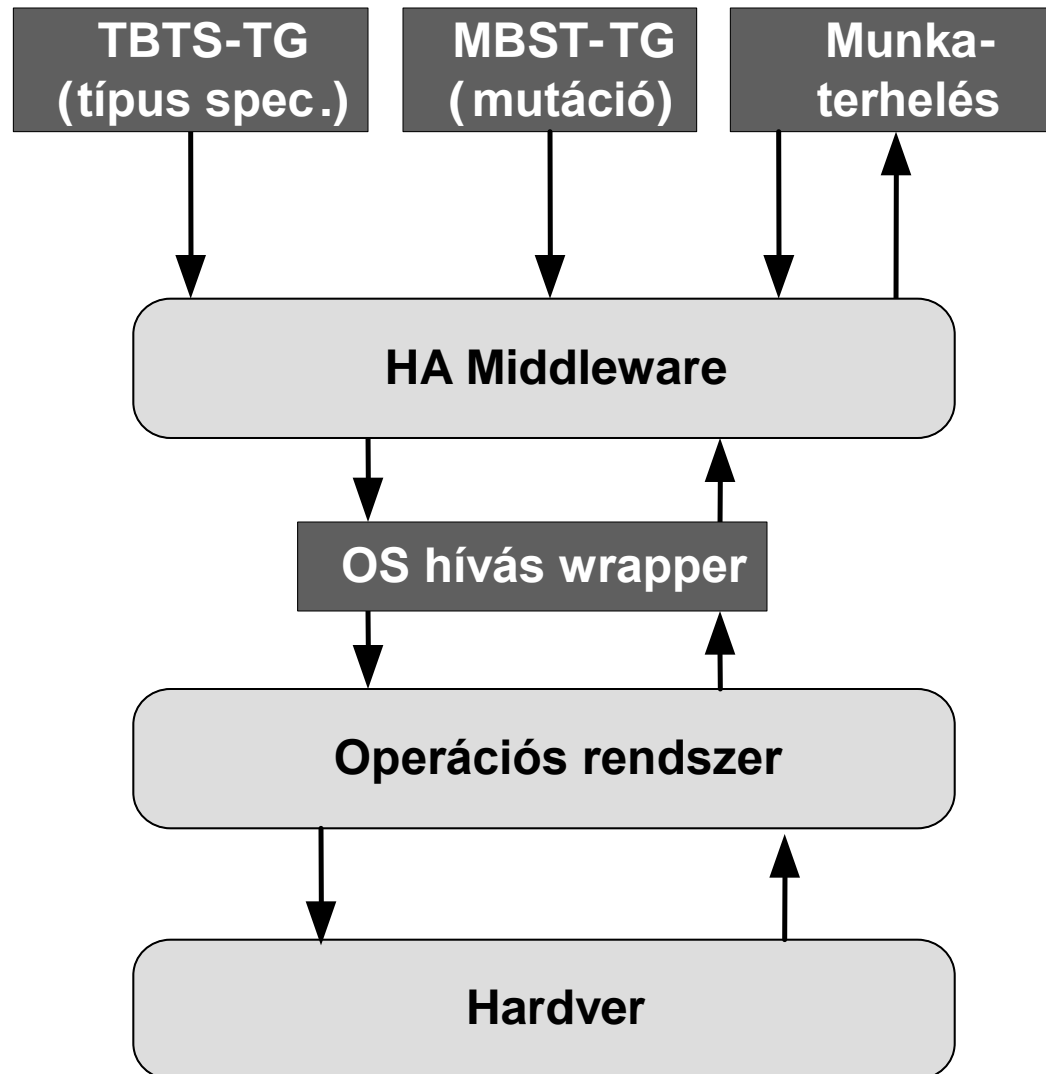 TBTS-TG
(típus spec.)
MBST-TG
(mutáció)
Munka-
terhelés
HA Middleware
OS hívás wrapper
Operációs rendszer
Hardver